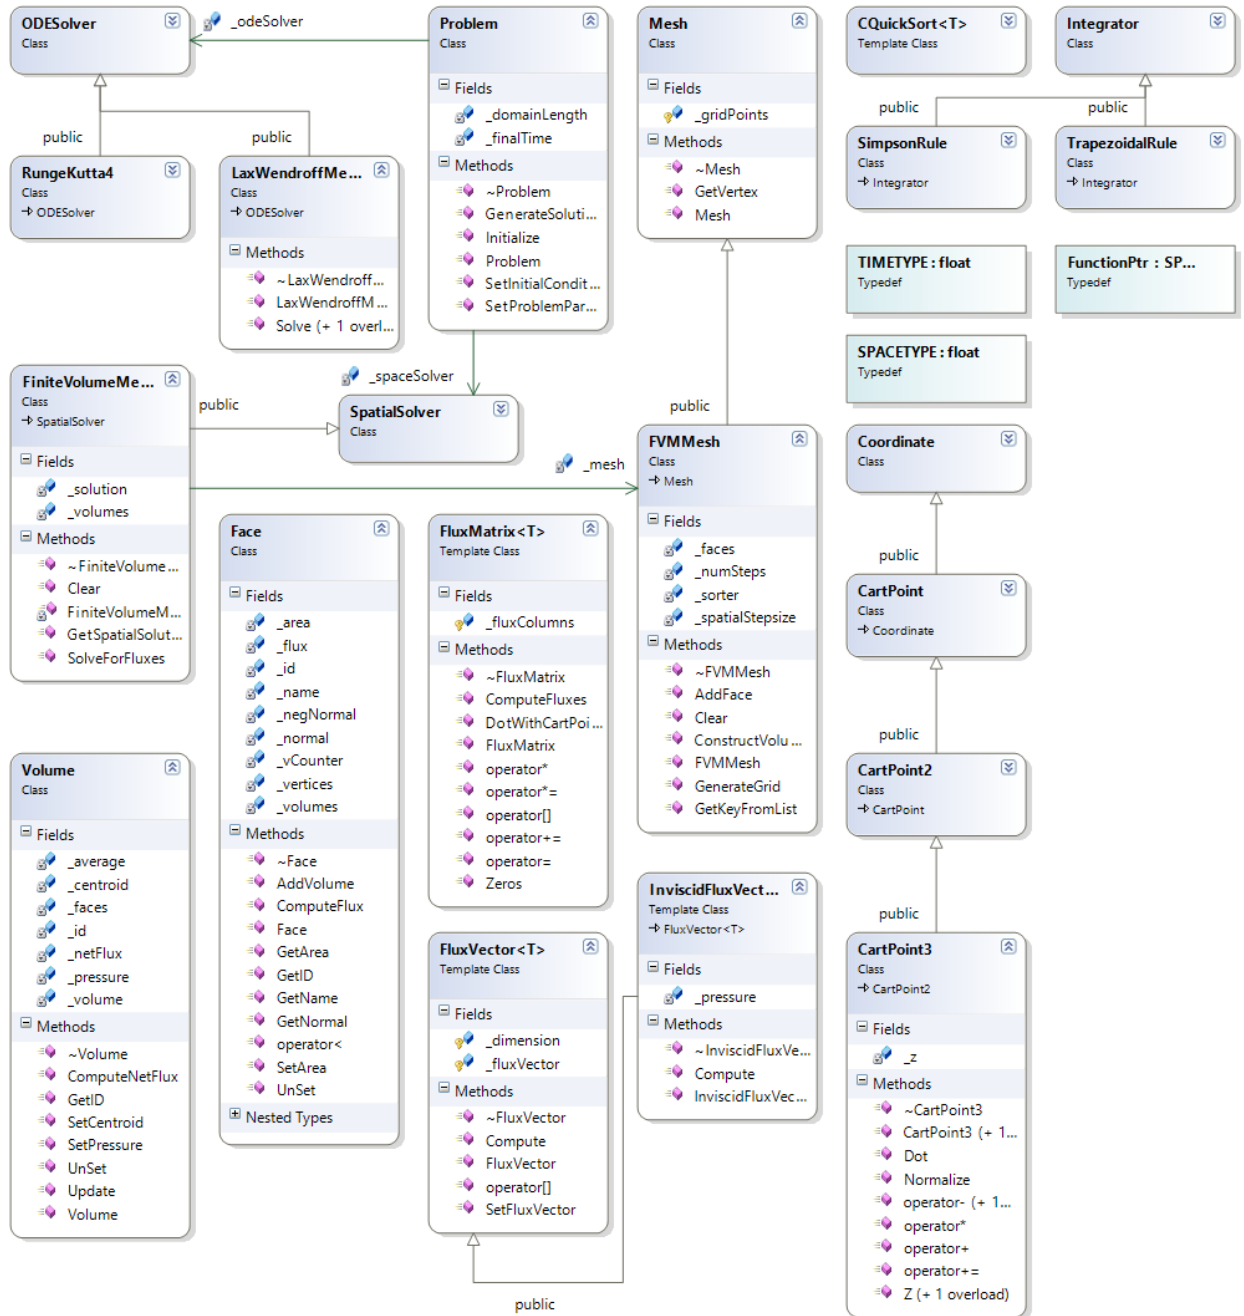 ODESolver
Class
_odeSolver
Problem
Class
Fields
_domainLength
_finalTime
Methods
~Problem
GenerateSoluti...
Initialize
Problem
SetInitialCondit...
SetProblemPar...
Mesh
Class
Fields
_gridPoints
Methods
~Mesh
GetVertex
Mesh
CQuickSort<T>
Template Class
Integrator
Class
public
public
RungeKutta4
Class
ODESolver
LaxWendroffMe...
Class
ODESolver
Methods
~LaxWendroff...
LaxWendroffM...
Solve (+ 1 overl...
public
public
SimpsonRule
Class
Integrator
TrapezoidalRule
Class
Integrator
TIMETYPE : float
Typedef
FunctionPtr : SP...
Typedef
SPACETYPE : float
Typedef
FiniteVolumeMe...
Class
SpatialSolver
Fields
_solution
_volumes
Methods
~FiniteVolume...
Clear
FiniteVolumeM...
GetSpatialSolut...
SolveForFluxes
public
_spaceSolver
SpatialSolver
Class
_mesh
public
FVMMesh
Class
Mesh
Fields
_faces
_numSteps
_sorter
_spatialStepsize
Methods
~FVMMesh
AddFace
Clear
ConstructVolu...
FVMMesh
GenerateGrid
GetKeyFromList
Coordinate
Class
public
CartPoint
Class
Coordinate
public
CartPoint2
Class
CartPoint
public
Face
Class
Fields
_area
_flux
_id
_name
_negNormal
_normal
_vCounter
_vertices
_volumes
Methods
~Face
AddVolume
ComputeFlux
Face
GetArea
GetID
GetName
GetNormal
operator<
SetArea
UnSet
Nested Types
FluxMatrix<T>
Template Class
Fields
_fluxColumns
Methods
~FluxMatrix
ComputeFluxes
DotWithCartPoi...
FluxMatrix
operator*
operator*=
operator[]
operator+=
operator=
Zeros
Volume
Class
Fields
_average
_centroid
_faces
_id
_netFlux
_pressure
_volume
Methods
~Volume
ComputeNetFlux
GetID
SetCentroid
SetPressure
UnSet
Update
Volume
FluxVector<T>
Template Class
Fields
_dimension
_fluxVector
Methods
~FluxVector
Compute
FluxVector
operator[]
SetFluxVector
public
InviscidFluxVect...
Template Class
FluxVector<T>
Fields
_pressure
Methods
~InviscidFluxVe...
Compute
InviscidFluxVec...
CartPoint3
Class
CartPoint2
Fields
_z
Methods
~CartPoint3
CartPoint3 (+ 1...
Dot
Normalize
operator- (+ 1...
operator*
operator+
operator+=
Z (+ 1 overload)